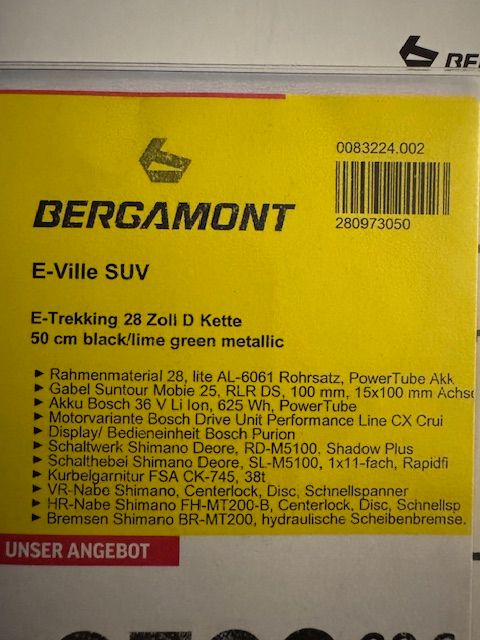 0083224.002
280973050
BERGAMONT
E-Ville SUV
E-Trekking 28 Zoll D Kette
50 cm black/lime green metallic
► Rahmenmaterial 28, lite AL-6061 Rohrsatz, PowerTube Akk
► Gabel Suntour Mobie 25, RLR DS, 100 mm, 15x100 mm Achs
► Akku Bosch 36 V Li Ion, 625 Wh, PowerTube
► Motorvariante Bosch Drive Unit Performance Line CX Crui
► Display/ Bedieneinheit Bosch Purion
► Schaltwerk Shimano Deore, RD-M5100, Shadow Plus
► Schalthebel Shimano Deore, SL-M5100, 1x11-fach, Rapidfi
► Kurbelgarnitur FSA CK-745, 38t
► VR-Nabe Shimano, Centerlock, Disc, Schnellspanner
► HR-Nabe Shimano FH-MT200-B, Centerlock, Disc, Schnellsp
► Bremsen Shimano BR-MT200, hydraulische Scheibenbremse.
UNSER ANGEBOT